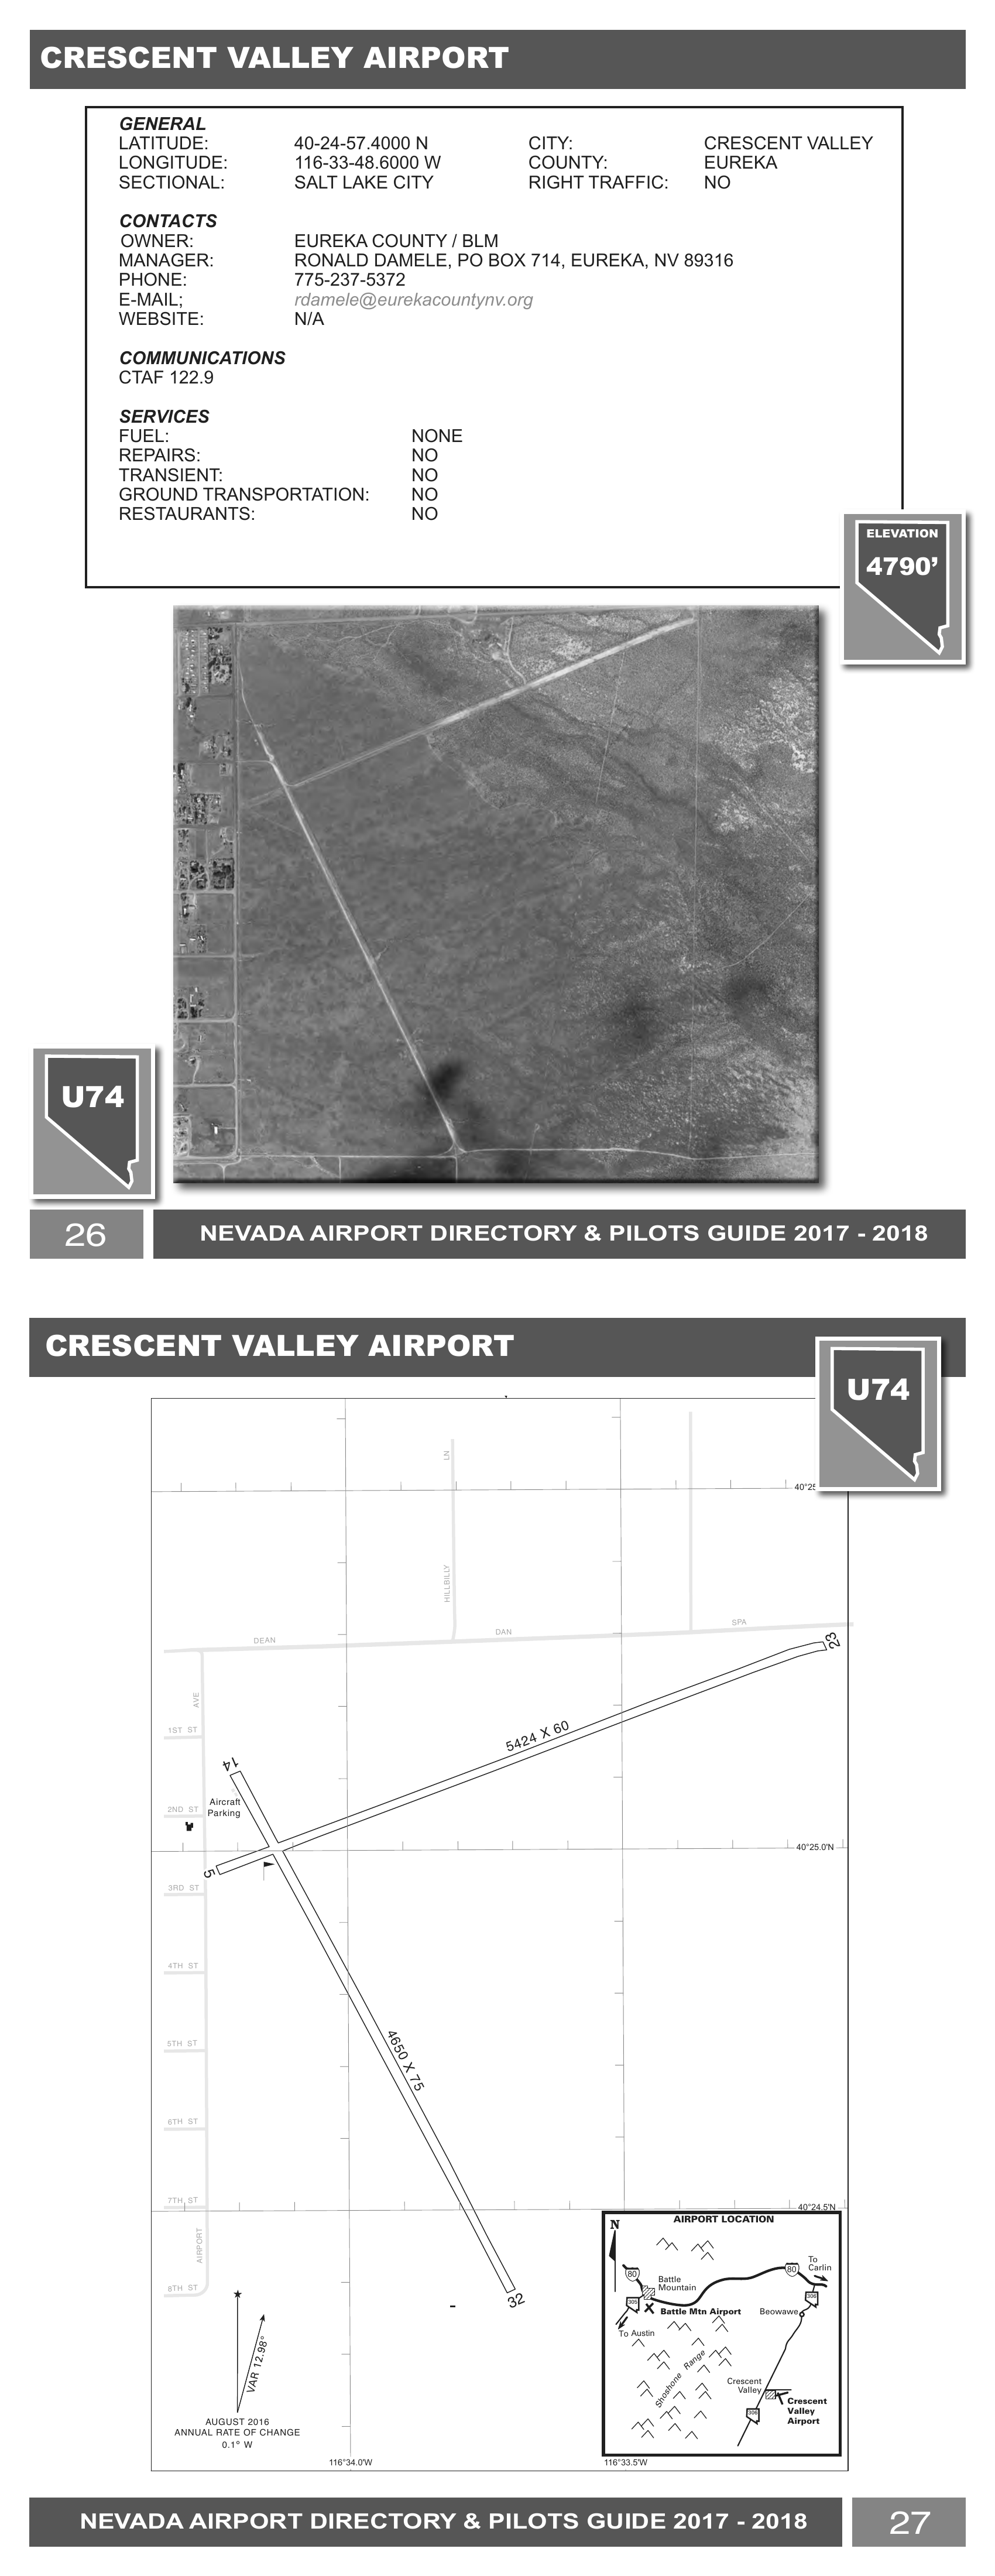 CRESCENT VALLEY AIRPORT
GENERAL
LATITUDE: 40-24-57.4000 N CITY: CRESCENT VALLEY
LONGITUDE: 116-33-48.6000 W COUNTY: EUREKA
SECTIONAL: SALT LAKE CITY RIGHT TRAFFIC: NO
CONTACTS
OWNER: EUREKA COUNTY / BLM
MANAGER: RONALD DAMELE, PO BOX 714, EUREKA, NV 89316
PHONE: 775-237-5372
E-MAIL; rdamele@eurekacountynv.org
WEBSITE: N/A
COMMUNICATIONS
CTAF 122.9
SERVICES
FUEL: NONE
REPAIRS: NO
TRANSIENT: NO
GROUND TRANSPORTATION: NO
RESTAURANTS: NO
ELEVATION
4790’
U74
26
NEVADA AIRPORT DIRECTORY & PILOTS GUIDE 2017 - 2018
CRESCENT VALLEY AIRPORT
U74
LN
40°25
HILLBILLY
DEAN
DAN
SPA
23
AVE
1ST ST
5424 X 60
14
Aircraft
Parking
2ND ST
40°25.0'N
5
3RD ST
4TH ST
4650 X 75
5TH ST
6TH ST
7TH ST
40°24.5'N
AIRPORT
8TH ST
32
VAR 12.98°
AUGUST 2016
ANNUAL RATE OF CHANGE
0.1° W
AIRPORT LOCATION
N
80
80
To
Carlin
Battle
Mountain
305
306
Battle Mtn Airport
Beowawe
To Austin
Shoshone Range
Crescent
Valley
Crescent
Valley
Airport
306
116°34.0'W
116°33.5'W
NEVADA AIRPORT DIRECTORY & PILOTS GUIDE 2017 - 2018
27